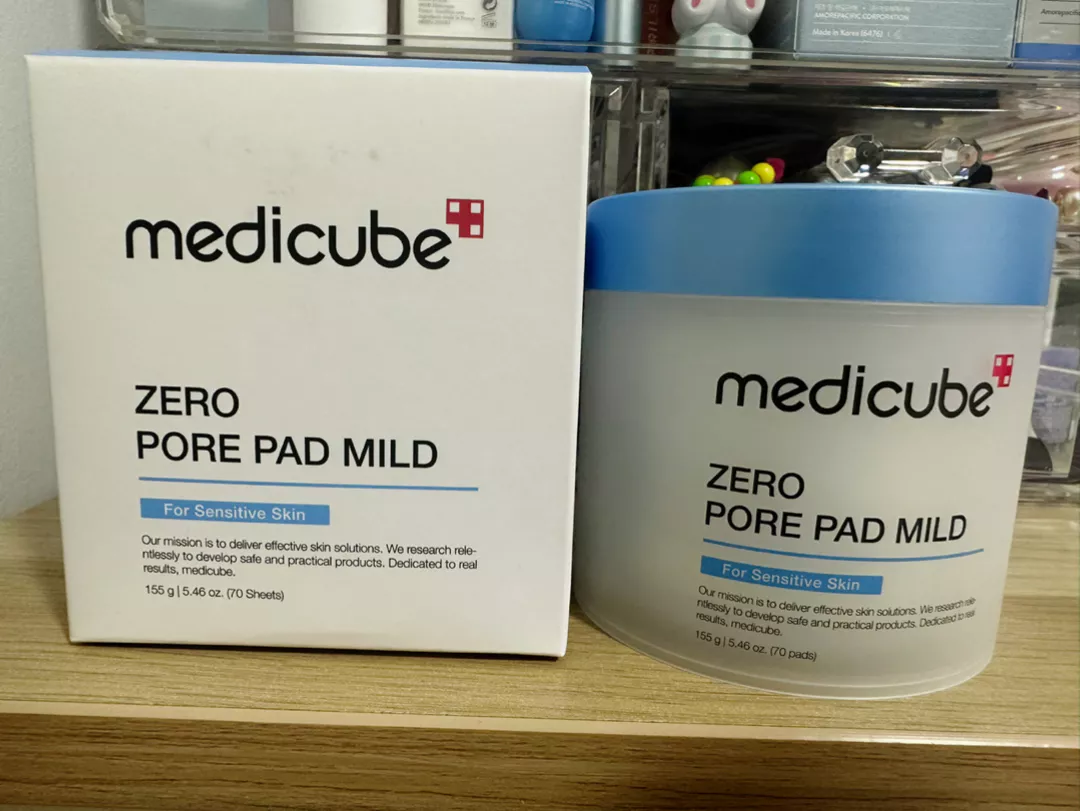 AMOREPACIFIC CORPORATION
Made in Korea (6476)
medicube
ZERO
PORE PAD MILD
For Sensitive Skin
Our mission is to deliver effective skin solutions. We research rele-
ntlessly to develop safe and practical products. Dedicated to real
results, medicube.
155 g | 5.46 oz. (70 Sheets)
medicube
ZERO
PORE PAD MILD
For Sensitive Skin
Our mission is to deliver effective skin solutions. We research rele-
ntlessly to develop safe and practical products. Dedicated to real
results, medicube.
155 g | 5.46 oz. (70 pads)